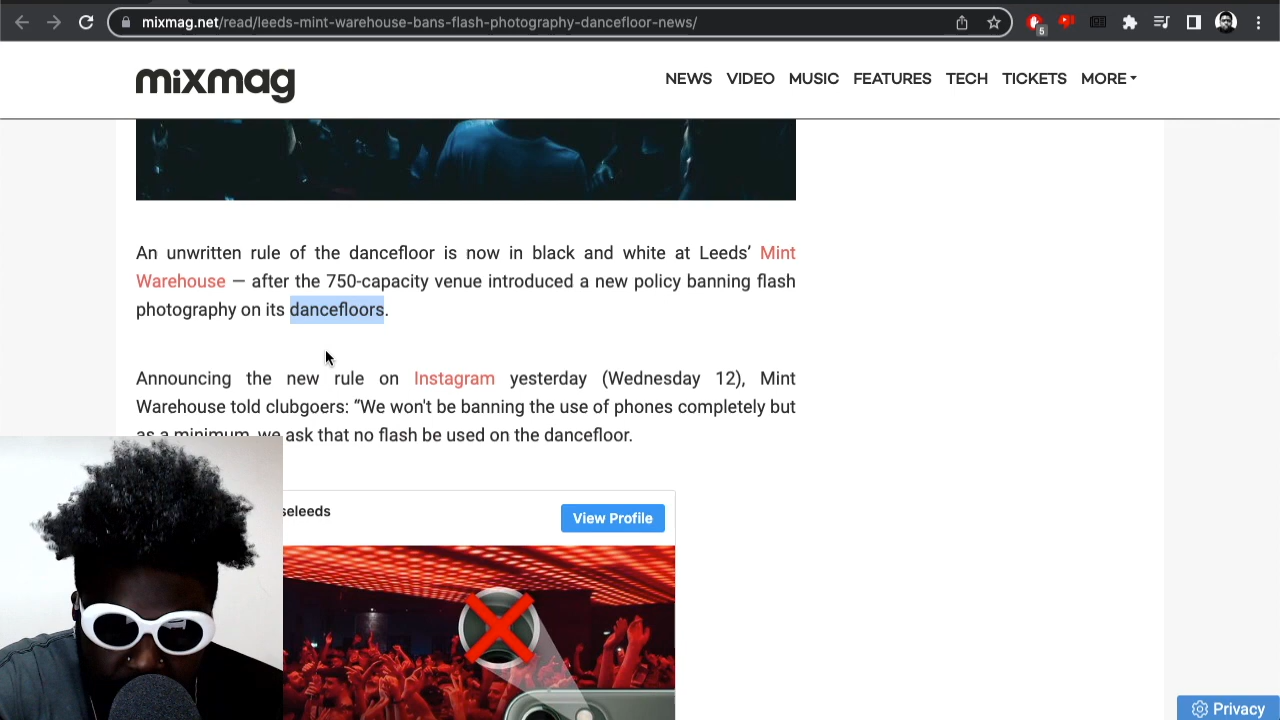 mixmag.net/read/leeds-mint-warehouse-bans-flash-photography-dancefloor-news/
5
mixmag
NEWS VIDEO MUSIC FEATURES TECH TICKETS MORE
An unwritten rule of the dancefloor is now in black and white at Leeds’ Mint
Warehouse — after the 750-capacity venue introduced a new policy banning flash
photography on its dancefloors.
Announcing the new rule on Instagram yesterday (Wednesday 12), Mint
Warehouse told clubgoers: “We won't be banning the use of phones completely but
as a minimum, we ask that no flash be used on the dancefloor.
seleeds
View Profile
Privacy